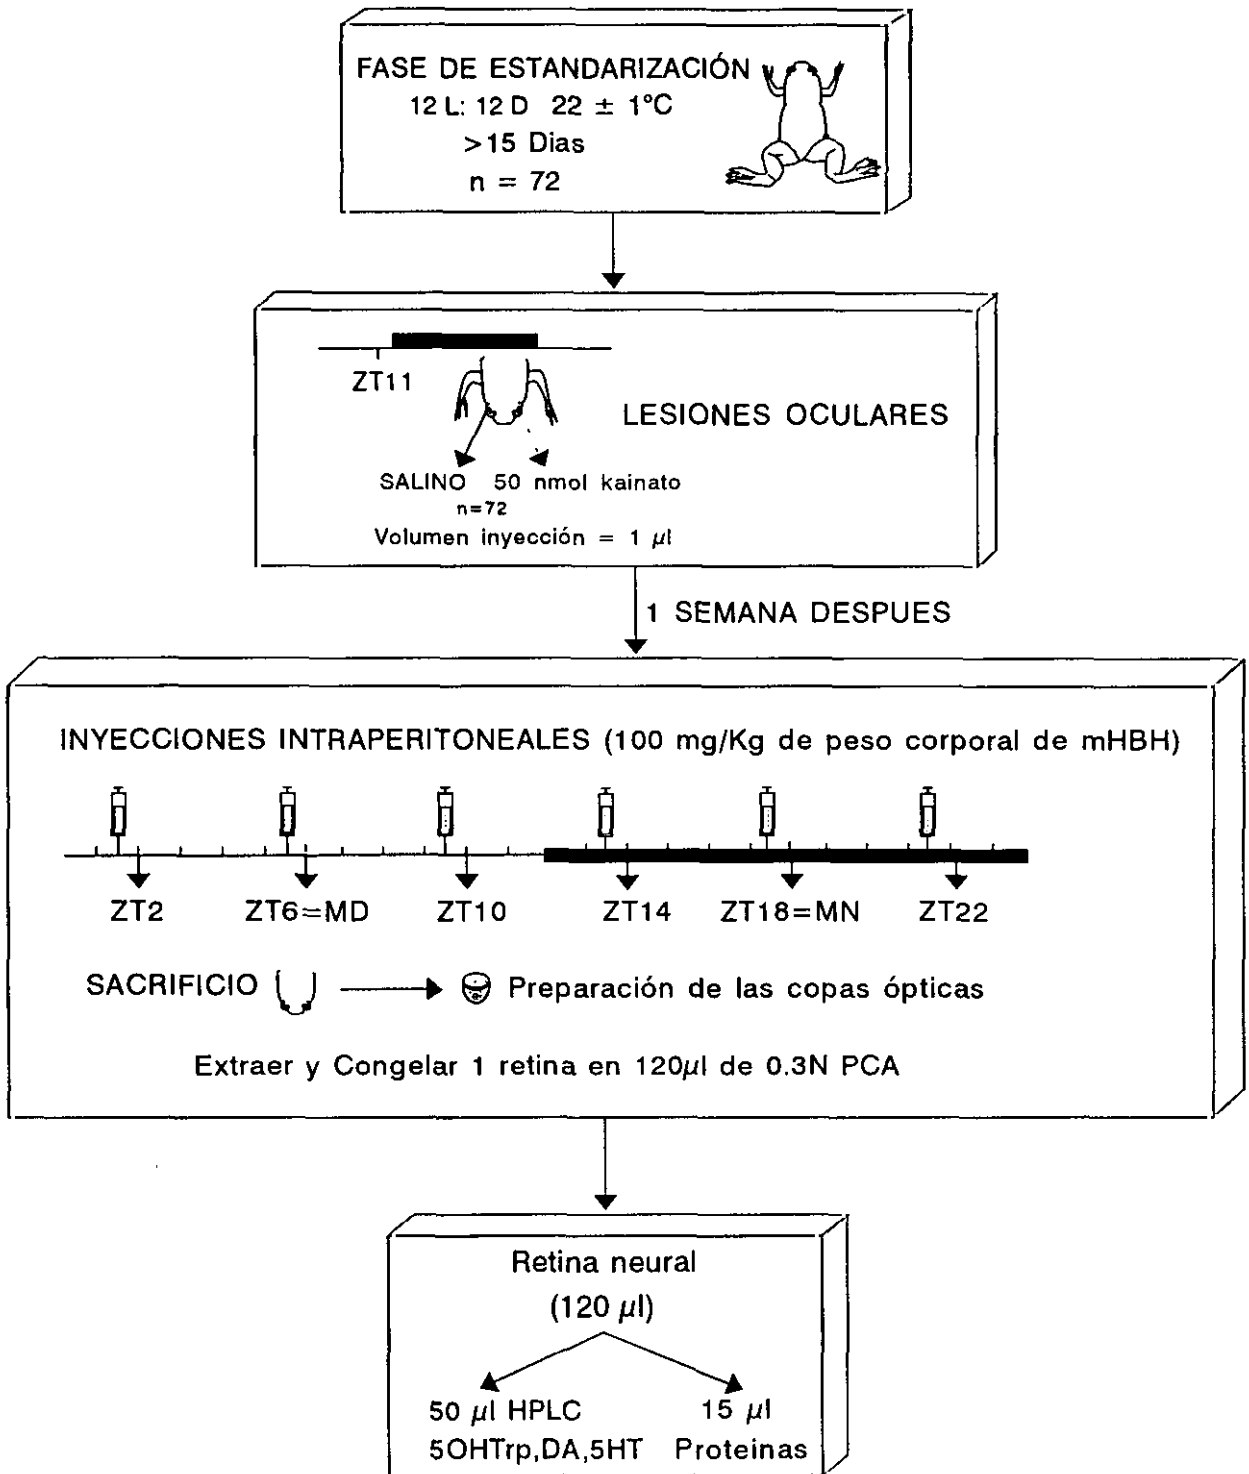 FASE DE ESTANDARIZACIÓN
12 L: 12 D 22 ± 1ºC
>15 Dias
n = 72
ZT11
LESIONES OCULARES
SALINO 50 nmol kainato
n=72
Volumen inyección = 1 µl
1 SEMANA DESPUES
INYECCIONES INTRAPERITONEALES (100 mg/Kg de peso corporal de mHBH)
ZT2 ZT6=MD ZT10 ZT14 ZT18=MN ZT22
SACRIFICIO Preparación de las copas ópticas
Extraer y Congelar 1 retina en 120µl de 0.3N PCA
Retina neural
(120 µl)
50 µl HPLC 15 µl
5OHTrp,DA,5HT Proteinas